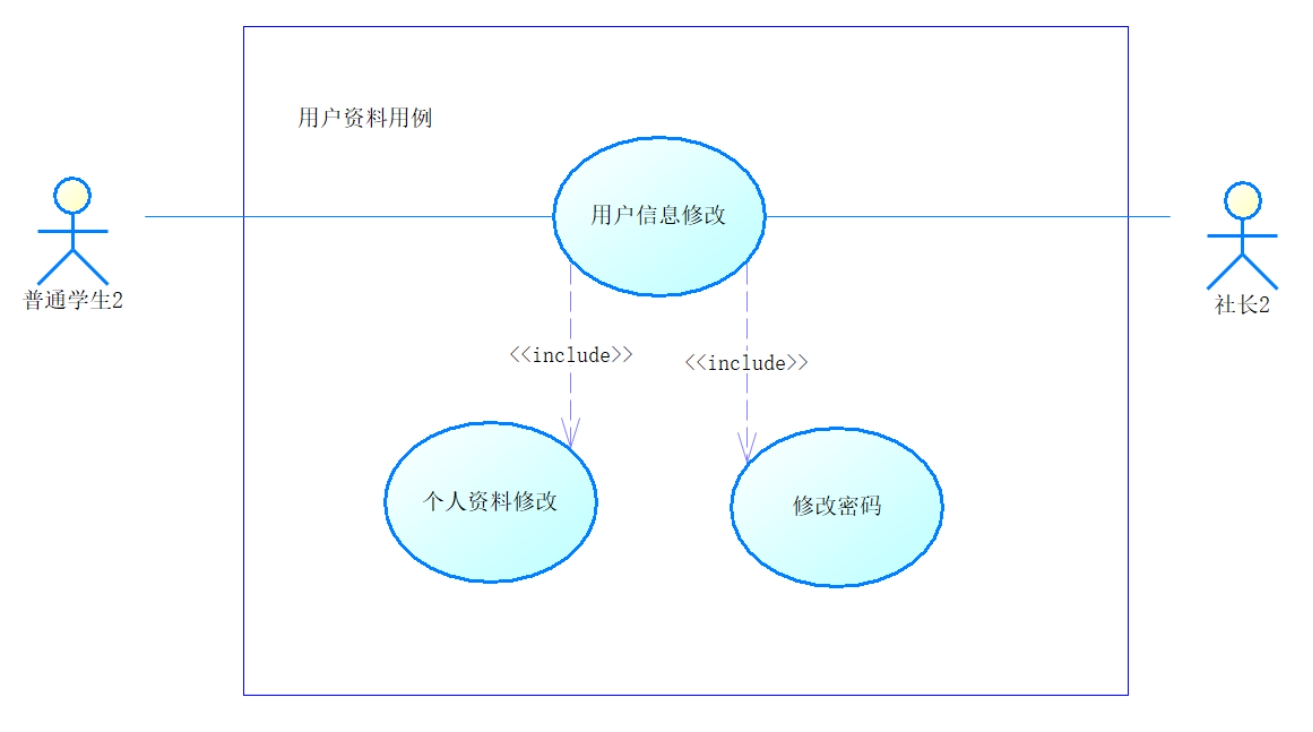 用户资料用例
用户信息修改
普通学生2
社长2
<<include>>
<<include>>
个人资料修改
修改密码